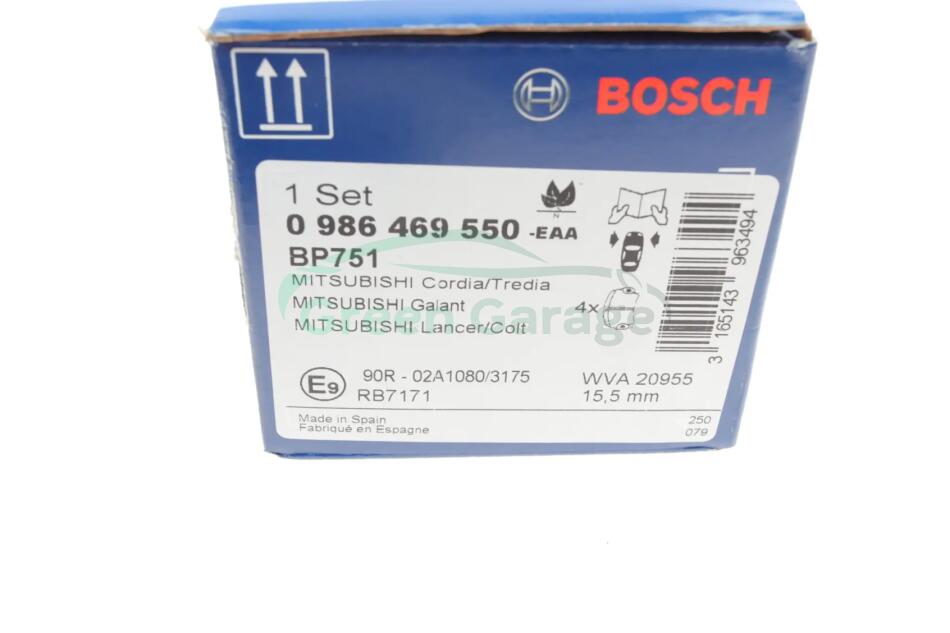 BOSCH
1 Set
0 986 469 550 -EAA
BP751
MITSUBISHI Cordia/Tredia
MITSUBISHI Galant
MITSUBISHI Lancer/Colt
4x
N
Green Garage
3 165143 963494
E9
90R - 02A1080/3175
RB7171
WVA 20955
15,5 mm
Made in Spain
Fabriqué en Espagne
250
079